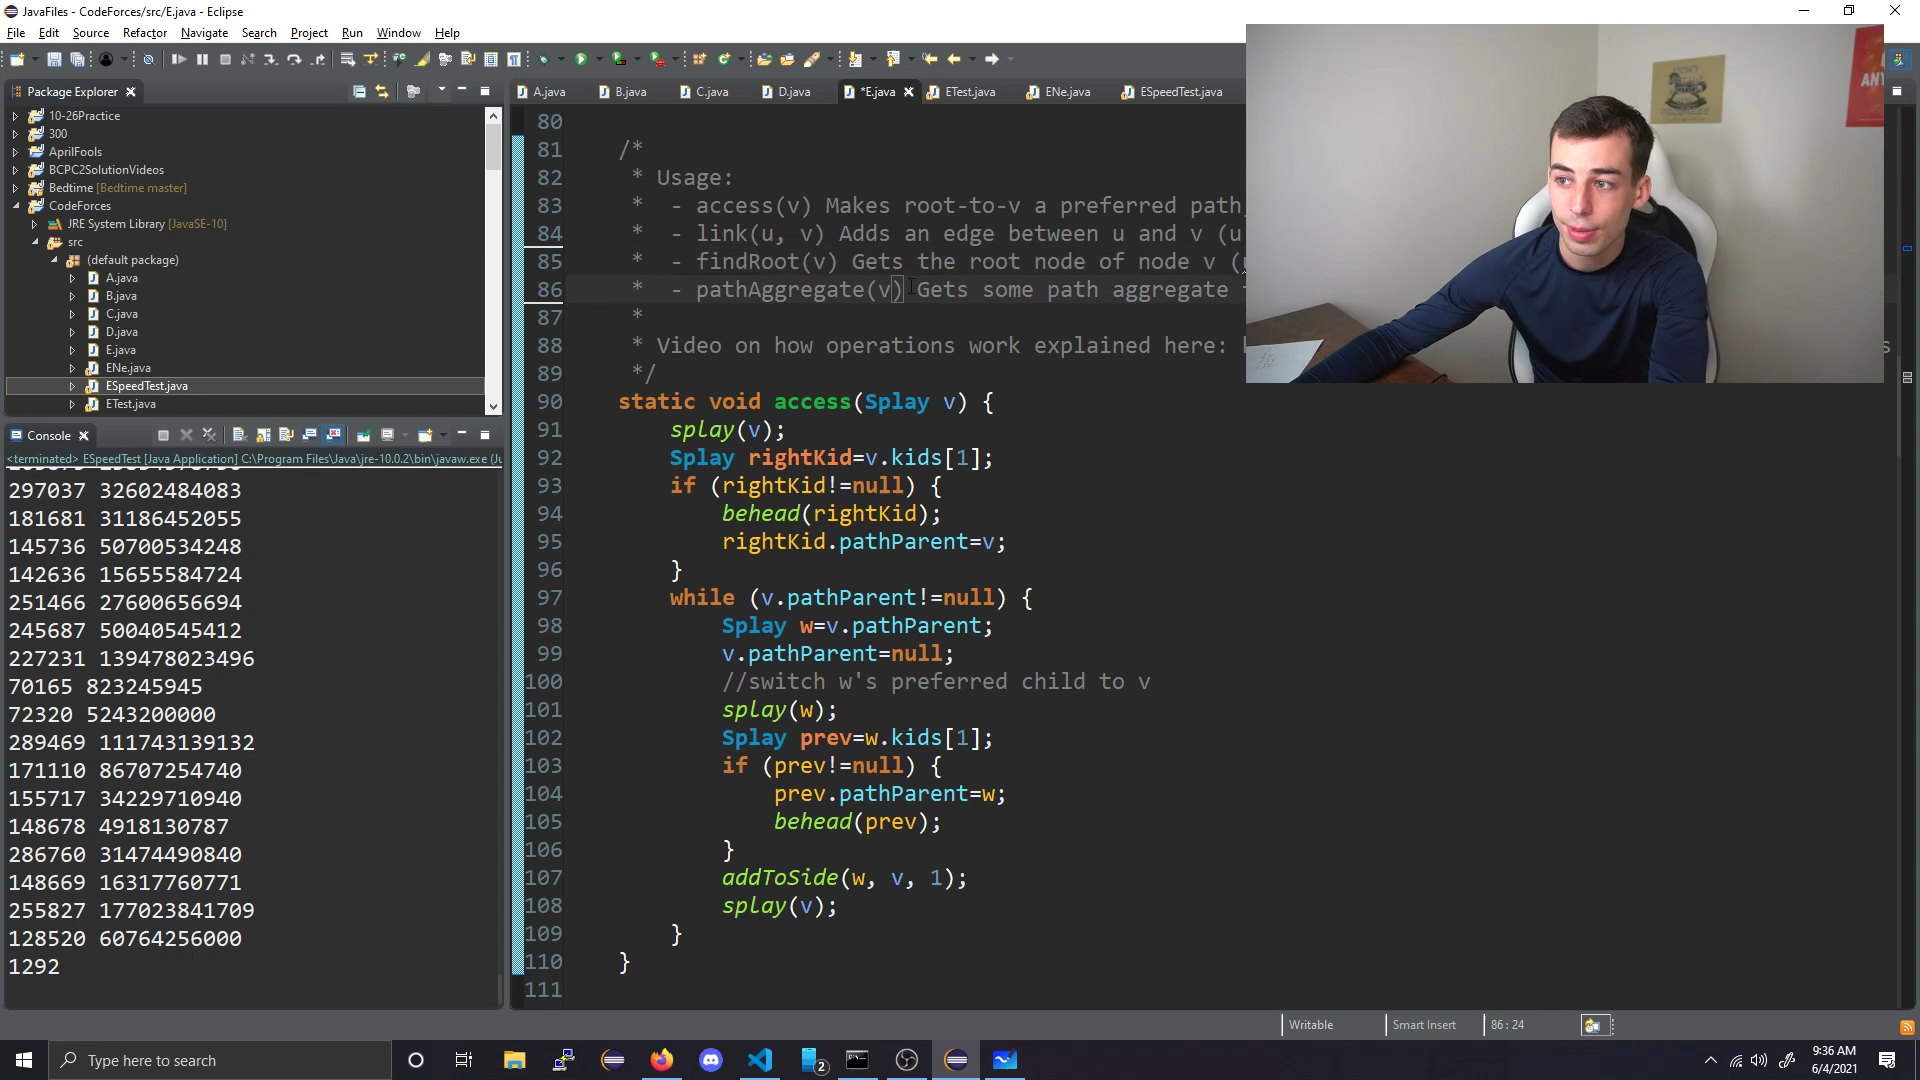 JavaFiles - CodeForces/src/E.java - Eclipse
File Edit Source Refactor Navigate Search Project Run Window Help
Package Explorer
10-26Practice
300
AprilFools
BCPC2SolutionVideos
Bedtime [Bedtime master]
CodeForces
JRE System Library [JavaSE-10]
src
(default package)
A.java
B.java
C.java
D.java
E.java
ENe.java
ESpeedTest.java
ETest.java
Console
<terminated> ESpeedTest [Java Application] C:\Program Files\Java\jre-10.0.2\bin\javaw.exe (Ju
297037 32602484083
181681 31186452055
145736 50700534248
142636 15655584724
251466 27600656694
245687 50040545412
227231 139478023496
70165 823245945
72320 5243200000
289469 111743139132
171110 86707254740
155717 34229710940
148678 4918130787
286760 31474490840
148669 16317760771
255827 177023841709
128520 60764256000
1292
A.java B.java C.java D.java *E.java ETest.java ENe.java ESpeedTest.java
80
81 /*
82 * Usage:
83 * - access(v) Makes root-to-v a preferred path,
84 * - link(u, v) Adds an edge between u and v (u
85 * - findRoot(v) Gets the root node of node v (
86 * - pathAggregate(v) Gets some path aggregate
87 *
88 * Video on how operations work explained here:
89 */
90 static void access(Splay v) {
91 splay(v);
92 Splay rightKid=v.kids[1];
93 if (rightKid!=null) {
94 behead(rightKid);
95 rightKid.pathParent=v;
96 }
97 while (v.pathParent!=null) {
98 Splay w=v.pathParent;
99 v.pathParent=null;
100 //switch w's preferred child to v
101 splay(w);
102 Splay prev=w.kids[1];
103 if (prev!=null) {
104 prev.pathParent=w;
105 behead(prev);
106 }
107 addToSide(w, v, 1);
108 splay(v);
109 }
110 }
111
Writable Smart Insert 86 : 24
Type here to search
2
9:36 AM
6/4/2021